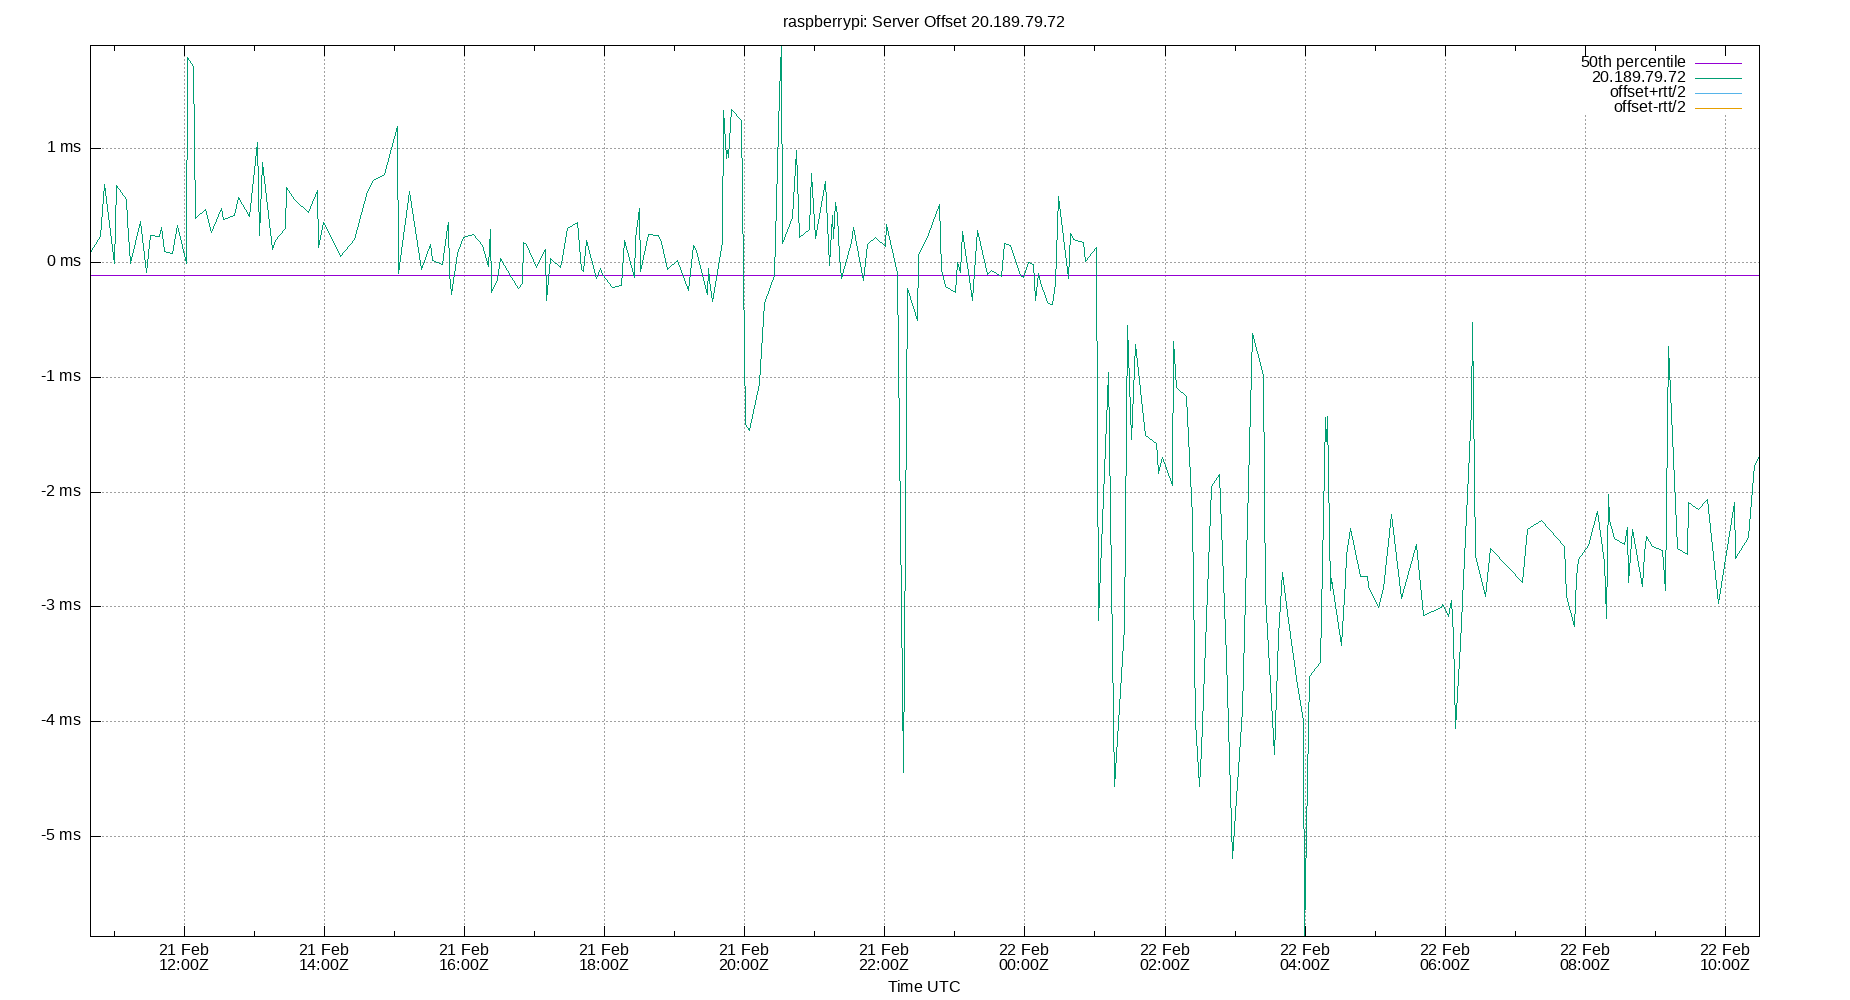 raspberrypi: Server Offset 20.189.79.72
50th percentile
20.189.79.72
offset+rtt/2
offset-rtt/2
1 ms
0 ms
-1 ms
-2 ms
-3 ms
-4 ms
-5 ms
21 Feb 21 Feb 21 Feb 21 Feb 21 Feb 21 Feb 22 Feb 22 Feb 22 Feb 22 Feb 22 Feb 22 Feb
12:00Z 14:00Z 16:00Z 18:00Z 20:00Z 22:00Z 00:00Z 02:00Z 04:00Z 06:00Z 08:00Z 10:00Z
Time UTC